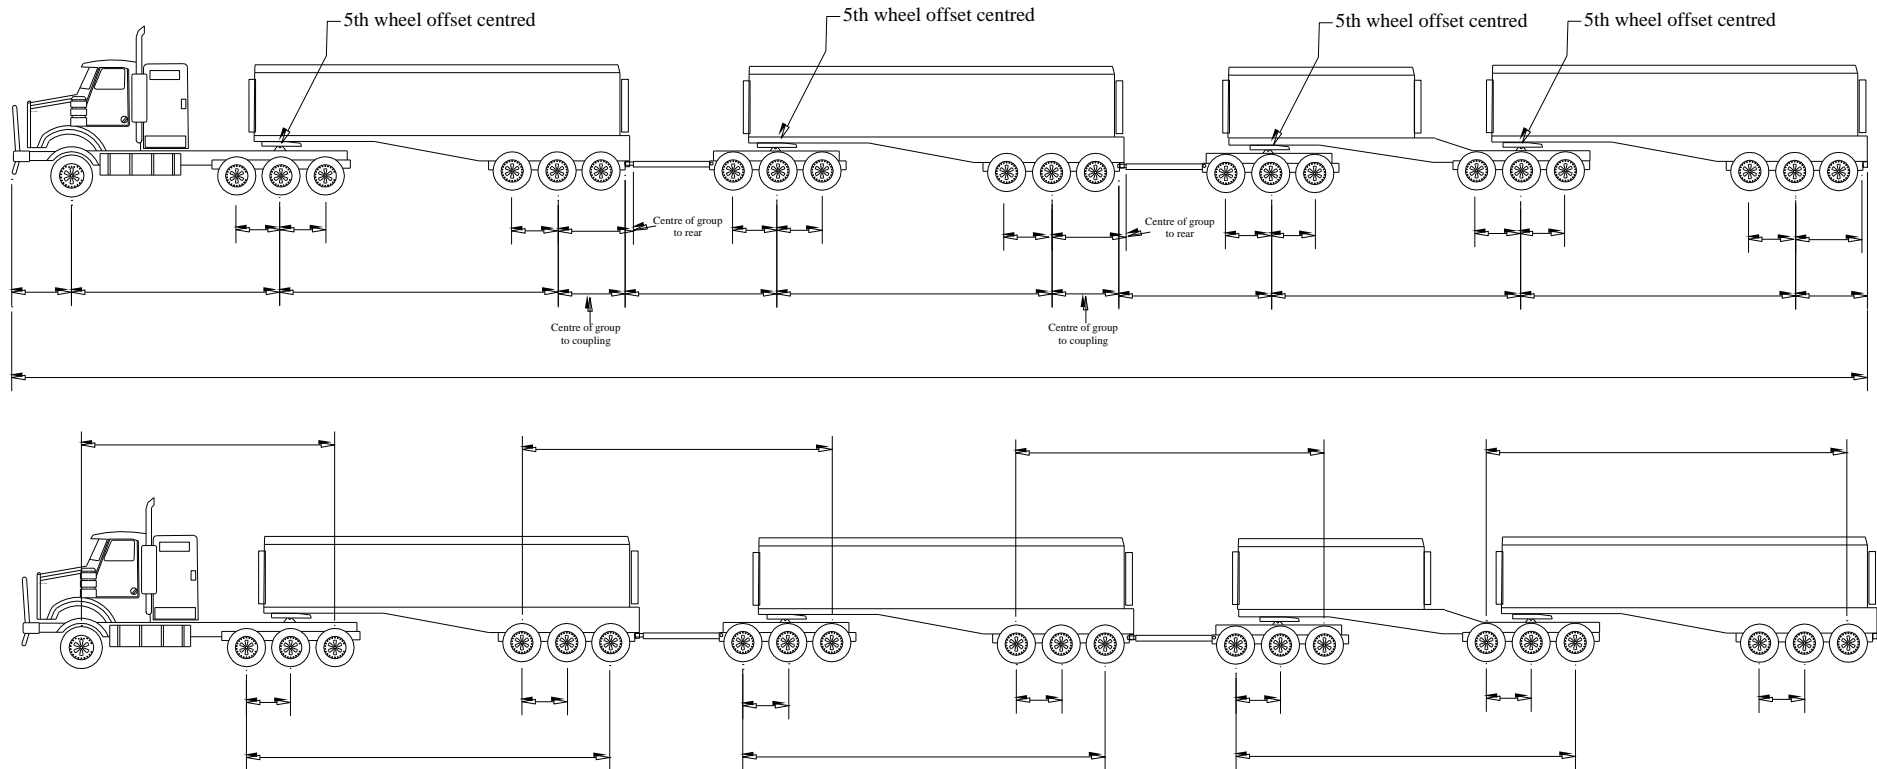 5th wheel offset centred
5th wheel offset centred
5th wheel offset centred
5th wheel offset centred
Centre of group
to rear
Centre of group
to rear
Centre of group
to coupling
Centre of group
to coupling